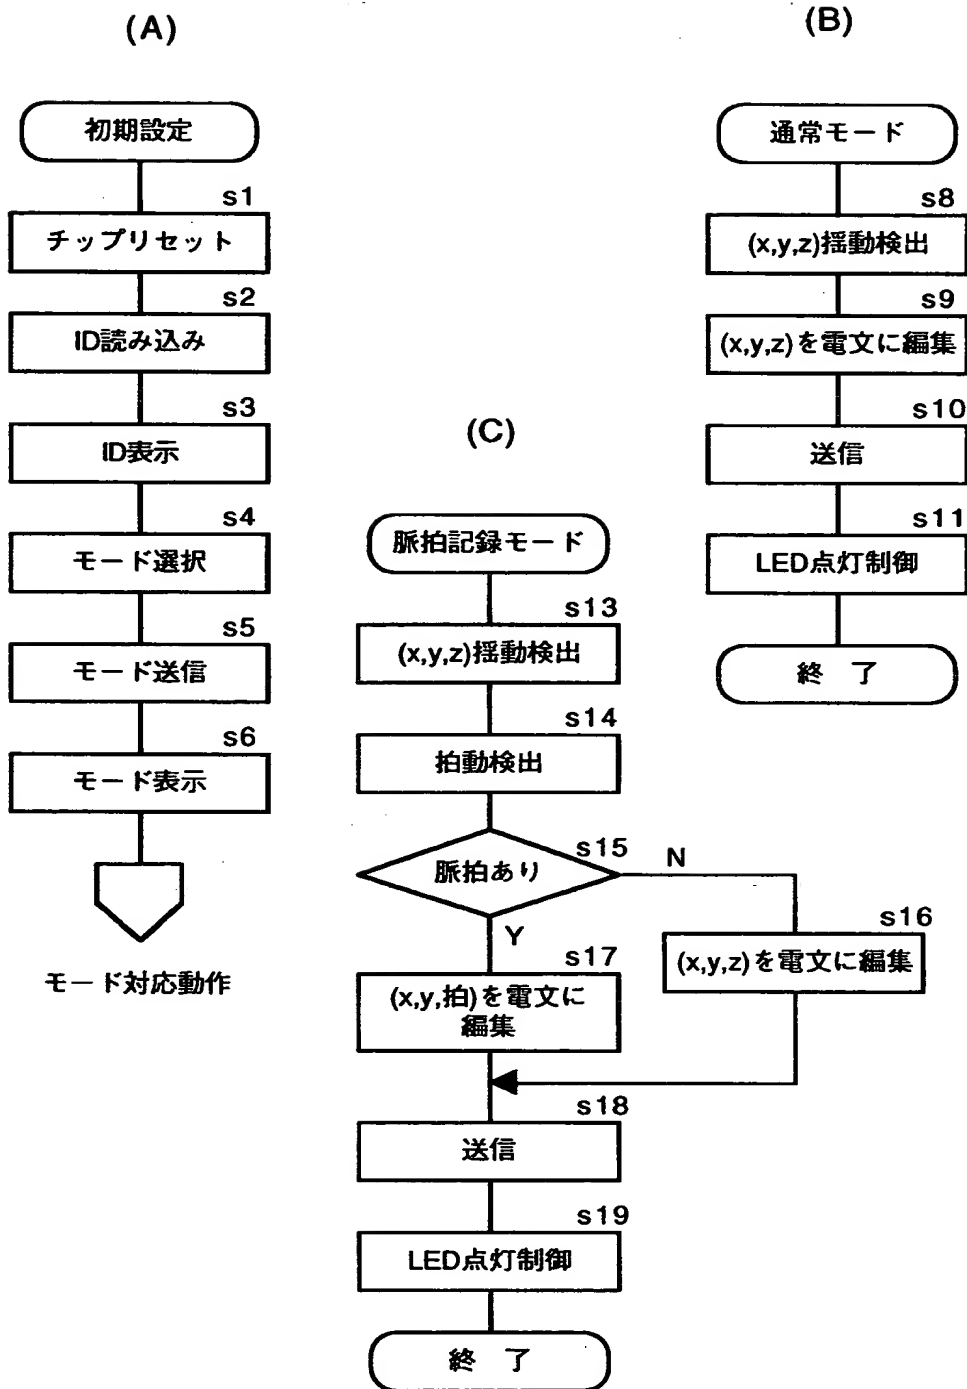 (A)
初期設定
s1
チップリセット
s2
ID読み込み
s3
ID表示
s4
モード選択
s5
モード送信
s6
モード表示
モード対応動作
(B)
通常モード
s8
(x,y,z)揺動検出
s9
(x,y,z)を電文に編集
s10
送信
s11
LED点灯制御
終 了
(C)
脈拍記録モード
s13
(x,y,z)揺動検出
s14
拍動検出
s15
脈拍あり
N
Y
s16
(x,y,z)を電文に編集
s17
(x,y,拍)を電文に
編集
s18
送信
s19
LED点灯制御
終 了